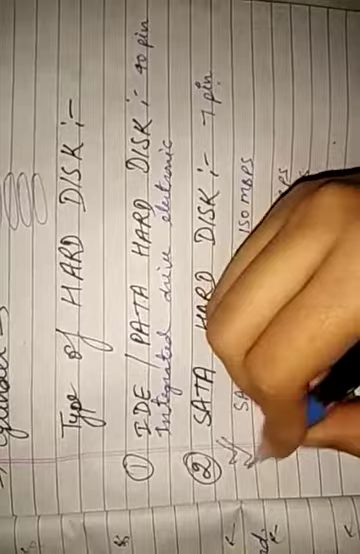 Type of HARD DISK :-
① IDE / PATA HARD DISK :- 40 pin
Integrated drive electronic
② SATA HARD DISK :- 7 pin
SA 150 MBPS